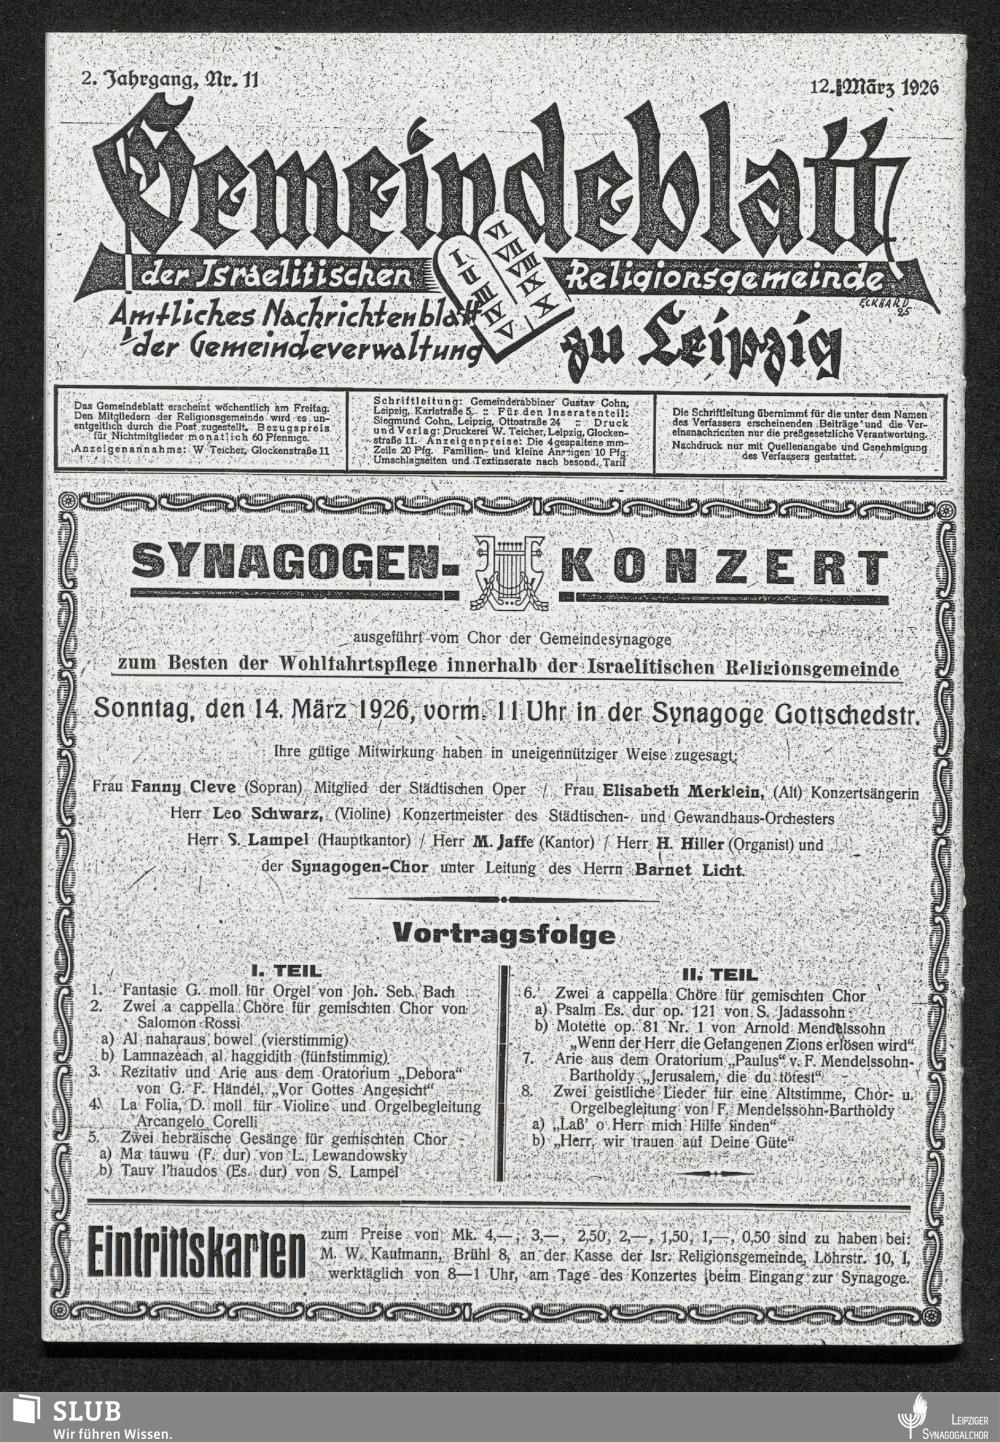 2. Jahrgang, Nr. 11
12. März 1926
Gemeindeblatt
der Israelitischen Religionsgemeinde
Amtliches Nachrichtenblatt
der Gemeindeverwaltung
zu Leipzig
I II III IV V
VI VII VIII IX X
ECKHARD
25
Das Gemeindeblatt erscheint wöchentlich am Freitag.
Den Mitgliedern der Religionsgemeinde wird es un-
entgeltlich durch die Post zugestellt. Bezugspreis
für Nichtmitglieder monatlich 60 Pfennige.
Anzeigenannahme: W Teicher, Glockenstraße 11
Schriftleitung: Gemeinderabbiner Gustav Cohn,
Leipzig, Karlstraße 5. :: Für den Inseratenteil:
Siegmund Cohn, Leipzig, Ottostraße 24 :: Druck
und Verlag: Druckerei W. Teicher, Leipzig, Glocken-
straße 11. Anzeigenpreise: Die 4gespaltene mm-
Zeile 20 Pfg. Familien- und kleine Anzeigen 10 Pfg.
Umschlagseiten und Textinserate nach besond. Tarif
Die Schriftleitung übernimmt für die unter dem Namen
des Verfassers erscheinenden Beiträge und die Ver-
einsnachrichten nur die preßgesetzliche Verantwortung.
Nachdruck nur mit Quellenangabe und Genehmigung
des Verfassers gestattet.
SYNAGOGEN-KONZERT
ausgeführt vom Chor der Gemeindesynagoge
zum Besten der Wohlfahrtspflege innerhalb der Israelitischen Religionsgemeinde
Sonntag, den 14. März 1926, vorm. 11 Uhr in der Synagoge Gottschedstr.
Ihre gütige Mitwirkung haben in uneigennütziger Weise zugesagt:
Frau Fanny Cleve (Sopran) Mitglied der Städtischen Oper / Frau Elisabeth Merklein, (Alt) Konzertsängerin
Herr Leo Schwarz, (Violine) Konzertmeister des Städtischen- und Gewandhaus-Orchesters
Herr S. Lampel (Hauptkantor) / Herr M. Jaffe (Kantor) / Herr H. Hiller (Organist) und
der Synagogen-Chor unter Leitung des Herrn Barnet Licht.
Vortragsfolge
I. TEIL
1. Fantasie G. moll für Orgel von Joh. Seb. Bach
2. Zwei a cappella Chöre für gemischten Chor von
Salomon Rossi
a) Al naharaus bowel (vierstimmig)
b) Lamnazeach al haggidith (fünfstimmig)
3. Rezitativ und Arie aus dem Oratorium „Debora"
von G. F. Händel, „Vor Gottes Angesicht"
4. La Folia, D. moll für Violine und Orgelbegleitung
Arcangelo Corelli
5. Zwei hebräische Gesänge für gemischten Chor
a) Ma tauwu (F. dur) von L. Lewandowsky
b) Tauv l'haudos (Es. dur) von S. Lampel
II. TEIL
6. Zwei a cappella Chöre für gemischten Chor
a) Psalm Es. dur op. 121 von S. Jadassohn
b) Motette op. 81 Nr. 1 von Arnold Mendelssohn
„Wenn der Herr die Gefangenen Zions erlösen wird".
7. Arie aus dem Oratorium „Paulus" v. F. Mendelssohn-
Bartholdy „Jerusalem, die du tötest"
8. Zwei geistliche Lieder für eine Altstimme, Chor- u.
Orgelbegleitung von F. Mendelssohn-Bartholdy
a) „Laß' o Herr mich Hilfe finden"
b) „Herr, wir trauen auf Deine Güte"
Eintrittskarten
zum Preise von Mk. 4,—, 3,—, 2,50, 2,—, 1,50, 1,—, 0,50 sind zu haben bei:
M. W. Kaufmann, Brühl 8, an der Kasse der Isr. Religionsgemeinde, Löhrstr. 10, I,
werktäglich von 8—1 Uhr, am Tage des Konzertes beim Eingang zur Synagoge.
SLUB
Wir führen Wissen.
LEIPZIGER
SYNAGOGALCHOR